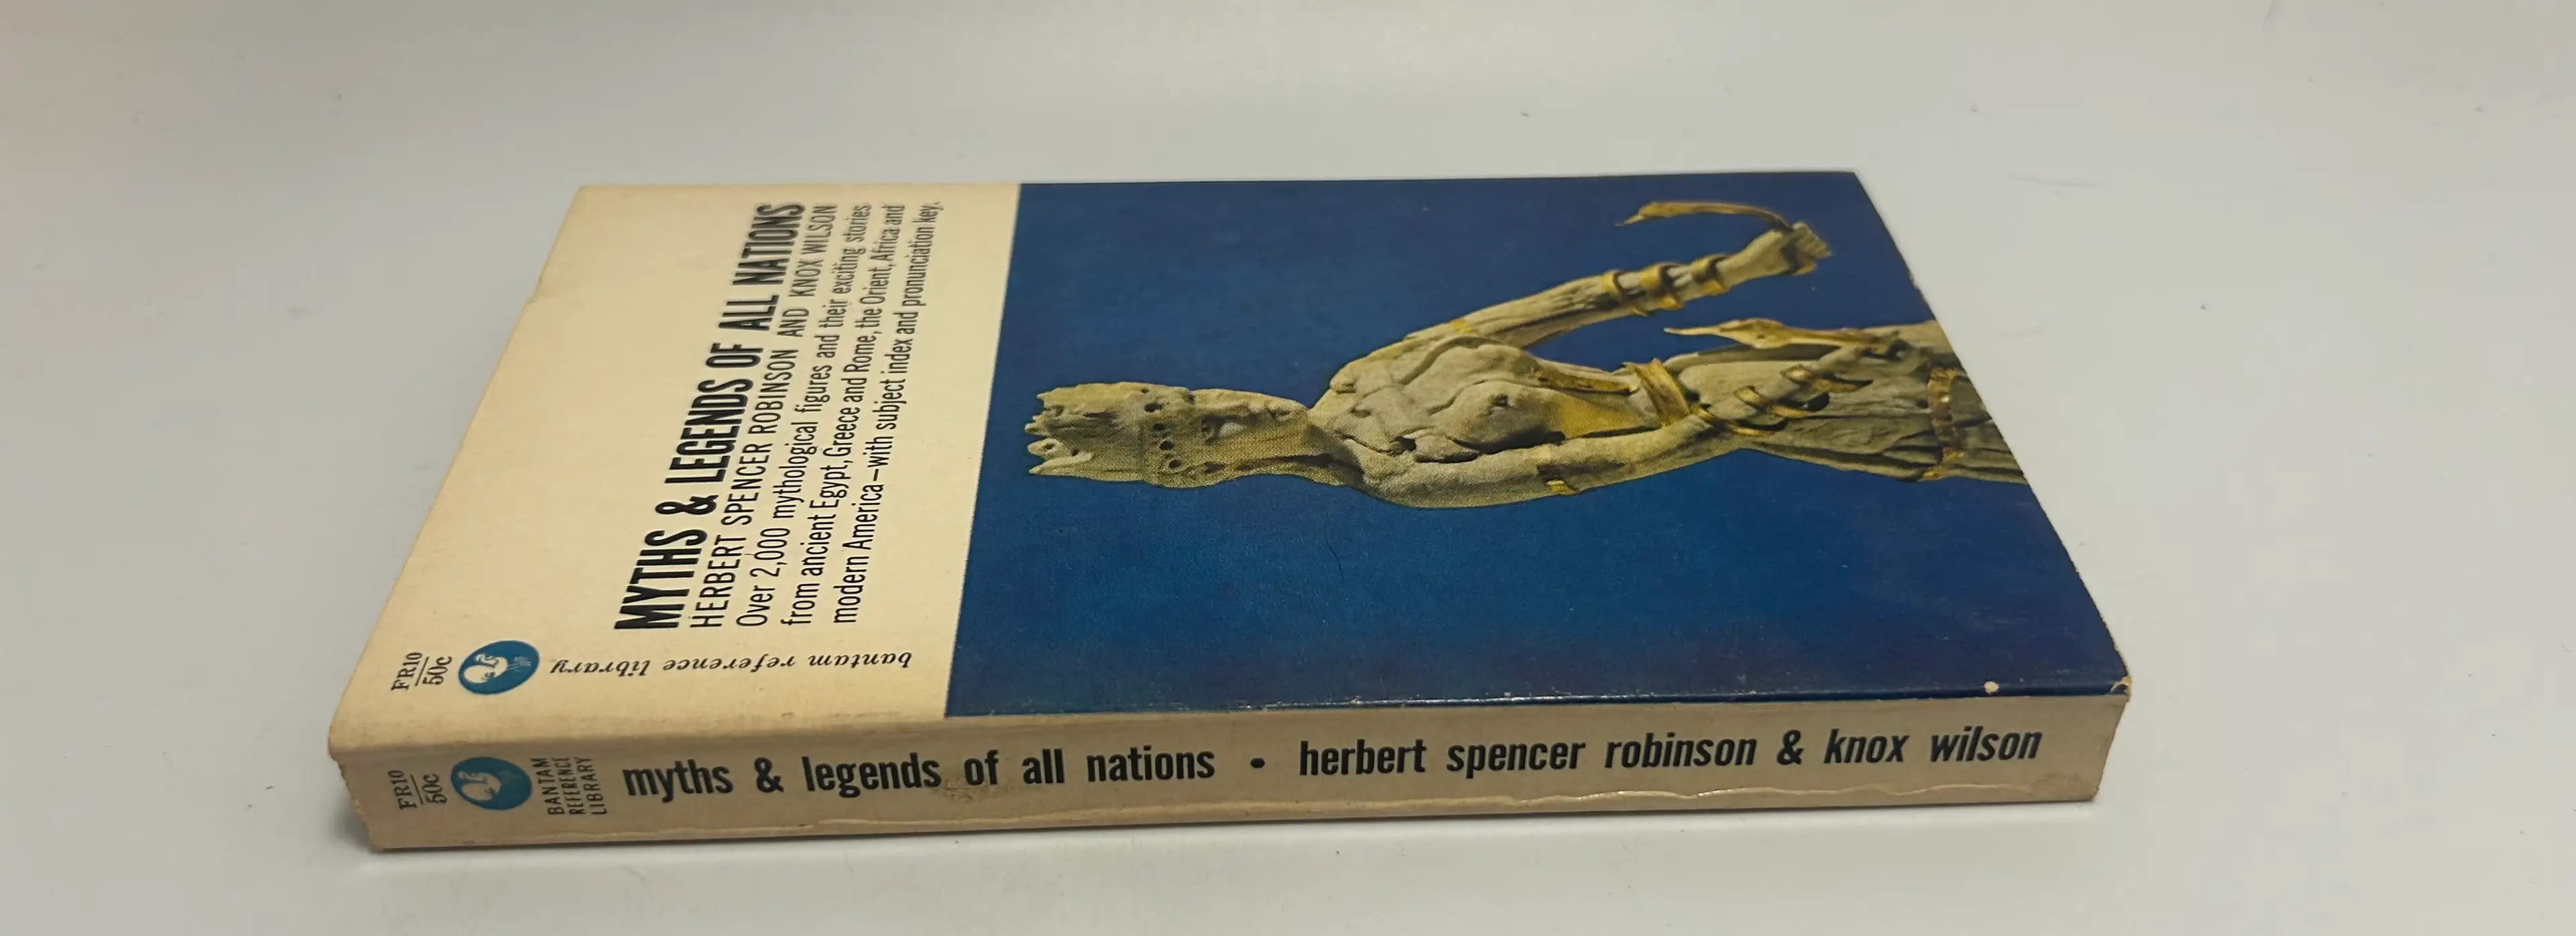 FR10
50c
bantam reference library
MYTHS & LEGENDS OF ALL NATIONS
HERBERT SPENCER ROBINSON AND KNOX WILSON
Over 2,000 mythological figures and their exciting stories
from ancient Egypt, Greece and Rome, the Orient, Africa and
modern America—with subject index and pronunciation key.
FR10
50c
BANTAM
REFERENCE
LIBRARY
myths & legends of all nations • herbert spencer robinson & knox wilson